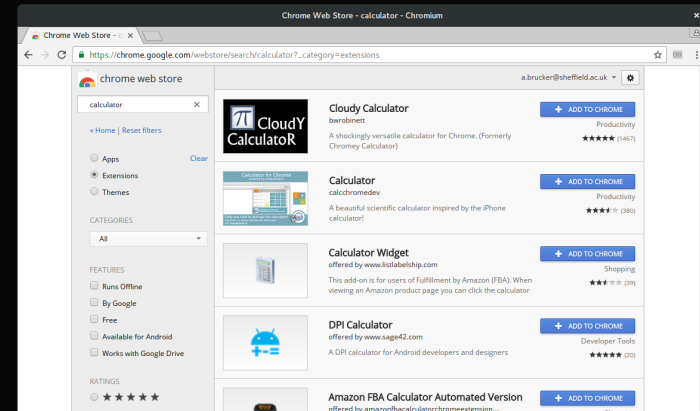 Chrome Web Store - calculator - Chromium
Chrome Web Store - c
https://chrome.google.com/webstore/search/calculator?_category=extensions
chrome web store
a.brucker@sheffield.ac.uk
calculator
« Home | Reset filters
Apps
Clear
Extensions
Themes
CATEGORIES
All
FEATURES
Runs Offline
By Google
Free
Available for Android
Works with Google Drive
RATINGS
π CloudY
CalculatoR
Cloudy Calculator
bwrobinett
A shockingly versatile calculator for Chrome. (Formerly
Chromey Calculator)
ADD TO CHROME
Productivity
(1467)
Calculator for Chrome
Calculator
calcchromedev
A beautiful scientific calculator inspired by the iPhone
calculator!
ADD TO CHROME
Productivity
(380)
Calculator Widget
offered by www.listlabelship.com
This add-on is for users of Fulfillment by Amazon (FBA). When
viewing an Amazon product page you can click the calculator
ADD TO CHROME
Shopping
(39)
DPI Calculator
offered by www.sage42.com
A DPI calculator for Android developers and designers
ADD TO CHROME
Developer Tools
(20)
Amazon FBA Calculator Automated Version
offered by amazonfbacalculatorchromeextension....
ADD TO CHROME